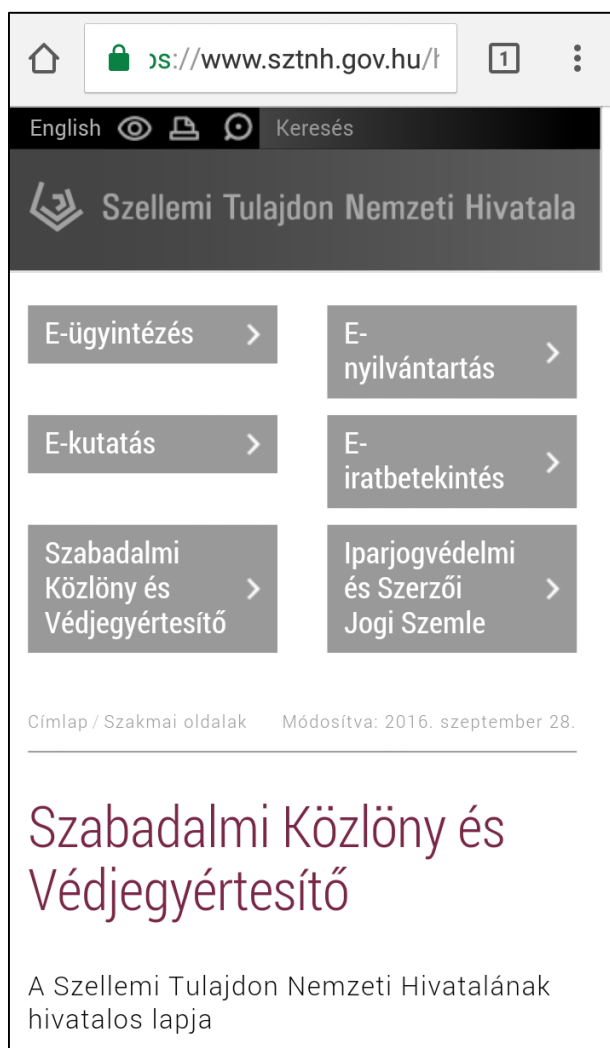 os://www.sztnh.gov.hu/h
1
English
Keresés
Szellemi Tulajdon Nemzeti Hivatala
E-ügyintézés
E-
nyilvántartás
E-kutatás
E-
iratbetekintés
Szabadalmi
Közlöny és
Védjegyértesítő
Iparjogvédelmi
és Szerzői
Jogi Szemle
Címlap / Szakmai oldalak Módosítva: 2016. szeptember 28.
Szabadalmi Közlöny és
Védjegyértesítő
A Szellemi Tulajdon Nemzeti Hivatalának
hivatalos lapja